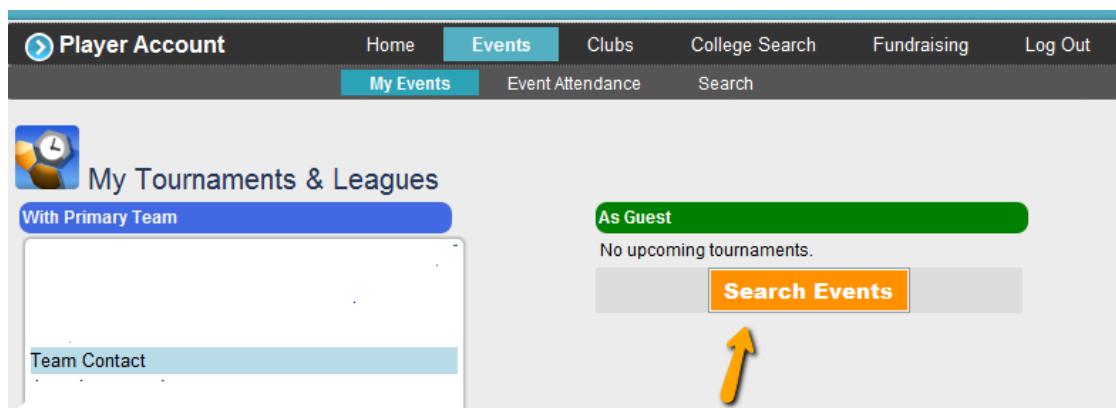 Player Account
Home Events Clubs College Search Fundraising Log Out
My Events Event Attendance Search
My Tournaments & Leagues
With Primary Team
As Guest
No upcoming tournaments.
Search Events
Team Contact